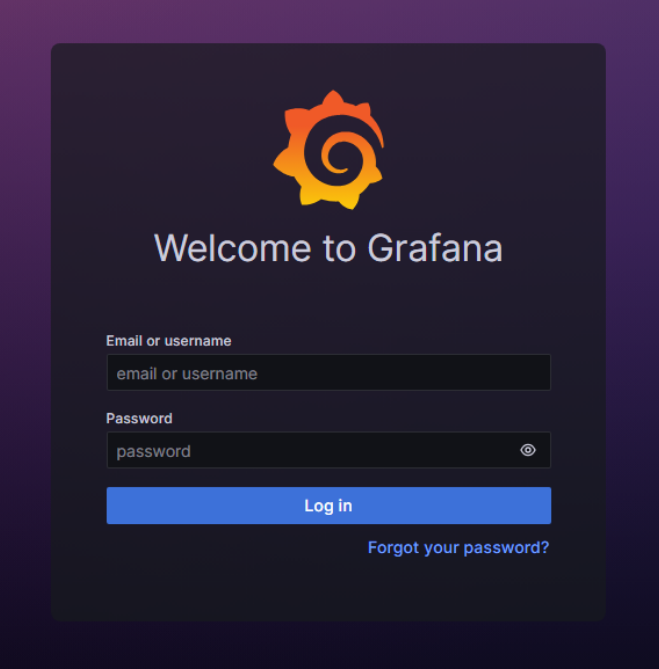 Welcome to Grafana
Email or username
email or username
Password
password
Log in
Forgot your password?